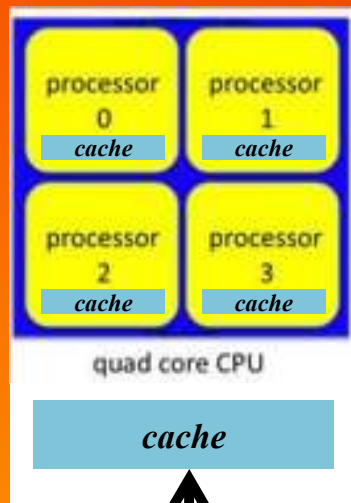 processor
0
cache
processor
1
cache
processor
2
cache
processor
3
cache
quad core CPU
cache